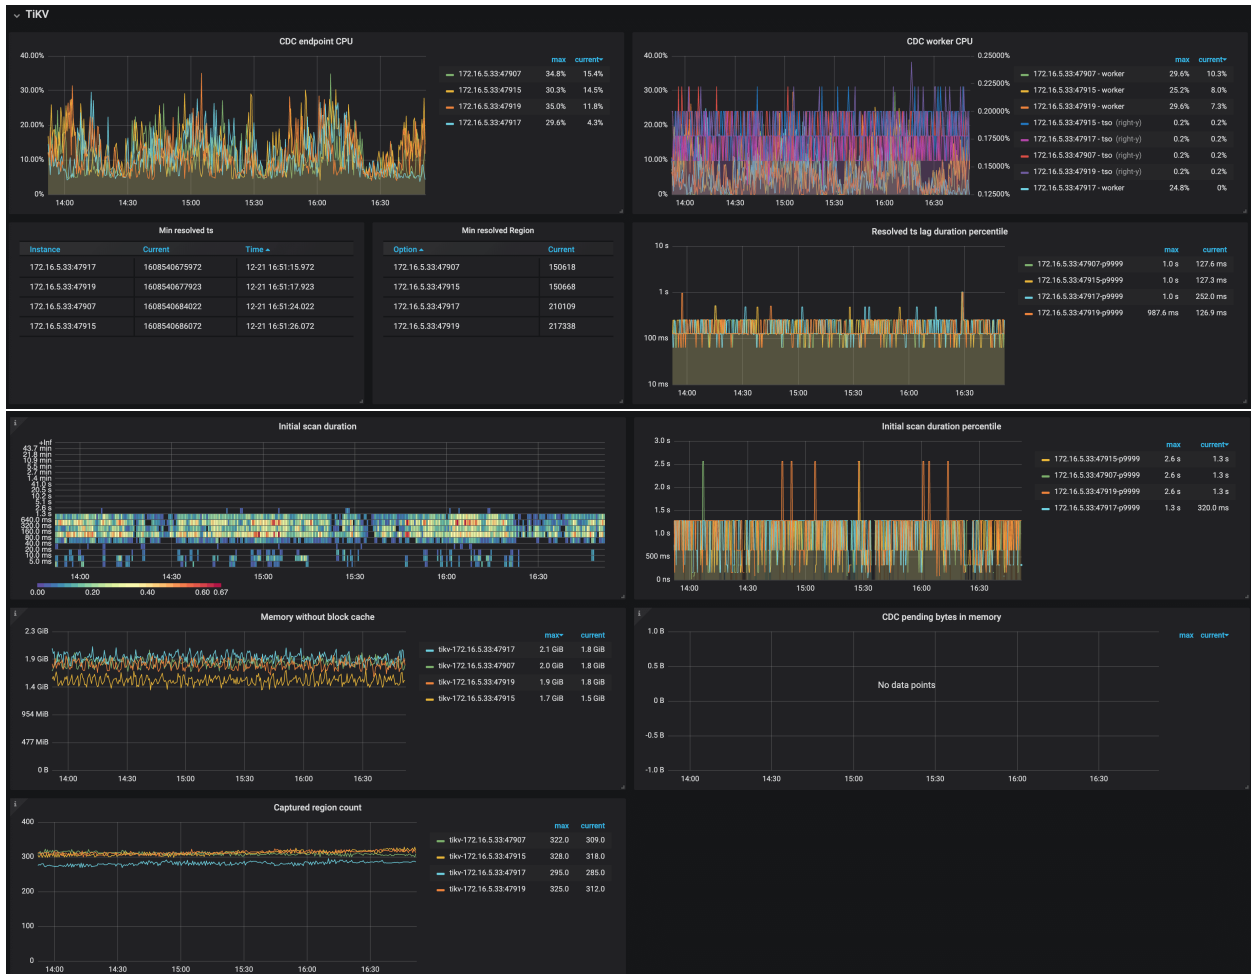 TiKV
CDC endpoint CPU
40.00%
30.00%
20.00%
10.00%
0%
14:00 14:30 15:00 15:30 16:00 16:30
max current
172.16.5.33:47907 34.8% 15.4%
172.16.5.33:47915 30.3% 14.5%
172.16.5.33:47919 35.0% 11.8%
172.16.5.33:47917 29.6% 4.3%
CDC worker CPU
40.00%
30.00%
20.00%
10.00%
0%
0.25000%
0.22500%
0.20000%
0.17500%
0.15000%
0.12500%
14:00 14:30 15:00 15:30 16:00 16:30
max current
172.16.5.33:47907 - worker 29.6% 10.3%
172.16.5.33:47915 - worker 25.2% 8.0%
172.16.5.33:47919 - worker 29.6% 7.3%
172.16.5.33:47915 - tso (right-y) 0.2% 0.2%
172.16.5.33:47917 - tso (right-y) 0.2% 0.2%
172.16.5.33:47907 - tso (right-y) 0.2% 0.2%
172.16.5.33:47919 - tso (right-y) 0.2% 0.2%
172.16.5.33:47917 - worker 24.8% 0%
Min resolved ts
Instance Current Time
172.16.5.33:47917 1608540675972 12-21 16:51:15.972
172.16.5.33:47919 1608540677923 12-21 16:51:17.923
172.16.5.33:47907 1608540684022 12-21 16:51:24.022
172.16.5.33:47915 1608540686072 12-21 16:51:26.072
Min resolved Region
Option Current
172.16.5.33:47907 150618
172.16.5.33:47915 150668
172.16.5.33:47917 210109
172.16.5.33:47919 217338
Resolved ts lag duration percentile
10 s
1 s
100 ms
10 ms
14:00 14:30 15:00 15:30 16:00 16:30
max current
172.16.5.33:47907-p9999 1.0 s 127.6 ms
172.16.5.33:47915-p9999 1.0 s 127.3 ms
172.16.5.33:47917-p9999 1.0 s 252.0 ms
172.16.5.33:47919-p9999 987.6 ms 126.9 ms
Initial scan duration
+Inf
43.7 min
21.8 min
10.9 min
5.5 min
2.7 min
1.4 min
41.0 s
20.5 s
10.2 s
5.1 s
2.6 s
1.3 s
640.0 ms
320.0 ms
160.0 ms
80.0 ms
40.0 ms
20.0 ms
10.0 ms
5.0 ms
14:00 14:30 15:00 15:30 16:00 16:30
0.00 0.20 0.40 0.60 0.67
Initial scan duration percentile
3.0 s
2.5 s
2.0 s
1.5 s
1.0 s
500 ms
0 ns
14:00 14:30 15:00 15:30 16:00 16:30
max current
172.16.5.33:47915-p9999 2.6 s 1.3 s
172.16.5.33:47907-p9999 2.6 s 1.3 s
172.16.5.33:47919-p9999 2.6 s 1.3 s
172.16.5.33:47917-p9999 1.3 s 320.0 ms
Memory without block cache
2.3 GiB
1.9 GiB
1.4 GiB
954 MiB
477 MiB
0 B
14:00 14:30 15:00 15:30 16:00 16:30
max current
tikv-172.16.5.33:47917 2.1 GiB 1.8 GiB
tikv-172.16.5.33:47907 2.0 GiB 1.8 GiB
tikv-172.16.5.33:47919 1.9 GiB 1.8 GiB
tikv-172.16.5.33:47915 1.7 GiB 1.5 GiB
CDC pending bytes in memory
1.0 B
0.5 B
0 B
-0.5 B
-1.0 B
No data points
14:00 14:30 15:00 15:30 16:00 16:30
max current
Captured region count
400
300
200
100
0
14:00 14:30 15:00 15:30 16:00 16:30
max current
tikv-172.16.5.33:47907 322.0 309.0
tikv-172.16.5.33:47915 328.0 318.0
tikv-172.16.5.33:47917 295.0 285.0
tikv-172.16.5.33:47919 325.0 312.0